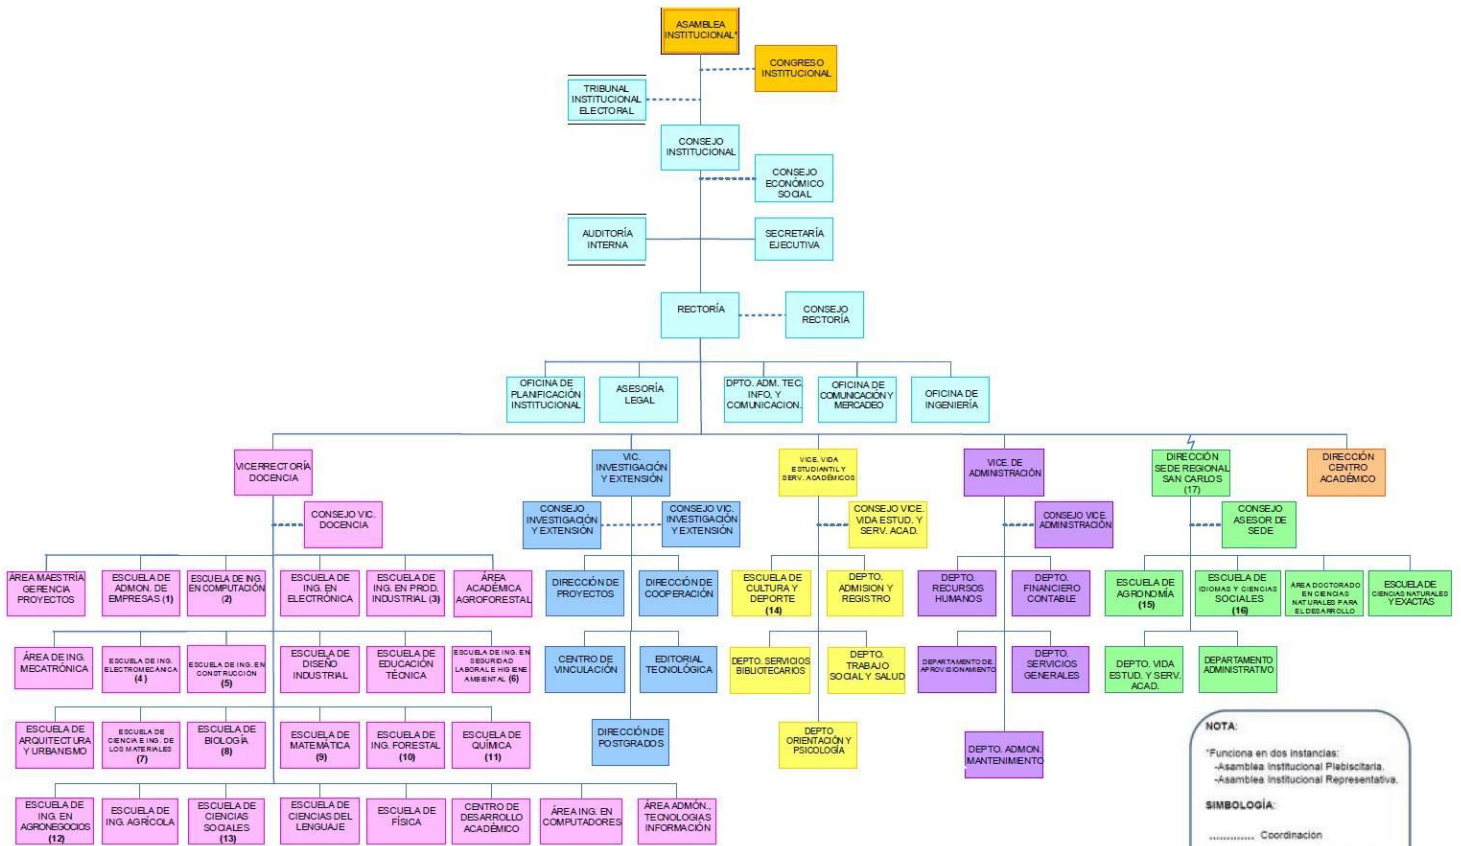 ASAMBLEA
INSTITUCIONAL*
CONGRESO
INSTITUCIONAL
TRIBUNAL
INSTITUCIONAL
ELECTORAL
CONSEJO
INSTITUCIONAL
CONSEJO
ECONÓMICO
SOCIAL
AUDITORÍA
INTERNA
SECRETARÍA
EJECUTIVA
RECTORÍA
CONSEJO
RECTORÍA
OFICINA DE
PLANIFICACIÓN
INSTITUCIONAL
ASESORÍA
LEGAL
DPTO. ADM. TEC.
INFO, Y
COMUNICACION.
OFICINA DE
COMUNICACIÓN Y
MERCADEO
OFICINA DE
INGENIERÍA
VICERRECTORÍA
DOCENCIA
VIC.
INVESTIGACIÓN
Y EXTENSIÓN
VICE. VIDA
ESTUDIANTIL Y
SERV. ACADÉMICOS
VICE. DE
ADMINISTRACIÓN
DIRECCIÓN
SEDE REGIONAL
SAN CARLOS
(17)
DIRECCIÓN
CENTRO
ACADÉMICO
CONSEJO VIC.
DOCENCIA
CONSEJO
INVESTIGACIÓN
Y EXTENSIÓN
CONSEJO VIC.
INVESTIGACIÓN
Y EXTENSIÓN
CONSEJO VICE.
VIDA ESTUD. Y
SERV. ACAD.
CONSEJO VICE.
ADMINISTRACIÓN
CONSEJO
ASESOR DE
SEDE
ÁREA MAESTRÍA
GERENCIA
PROYECTOS
ESCUELA DE
ADMON. DE
EMPRESAS (1)
ESCUELA DE ING.
EN COMPUTACIÓN
(2)
ESCUELA DE
ING. EN
ELECTRÓNICA
ESCUELA DE
ING. EN PROD.
INDUSTRIAL (3)
ÁREA
ACADÉMICA
AGROFORESTAL
DIRECCIÓN DE
PROYECTOS
DIRECCIÓN DE
COOPERACIÓN
ESCUELA DE
CULTURA Y
DEPORTE
(14)
DEPTO.
ADMISION Y
REGISTRO
DEPTO.
RECURSOS
HUMANOS
DEPTO.
FINANCIERO
CONTABLE
ESCUELA DE
AGRONOMÍA
(15)
ESCUELA DE
IDIOMAS Y CIENCIAS
SOCIALES
(16)
ÁREA DOCTORADO
EN CIENCIAS
NATURALES PARA
EL DESARROLLO
ESCUELA DE
CIENCIAS NATURALES
Y EXACTAS
ÁREA DE ING.
MECATRÓNICA
ESCUELA DE ING.
ELECTROMECÁNICA
(4)
ESCUELA DE ING. EN
CONSTRUCCIÓN
(5)
ESCUELA DE
DISEÑO
INDUSTRIAL
ESCUELA DE
EDUCACIÓN
TÉCNICA
ESCUELA DE ING. EN
SEGURIDAD
LABORAL E HIGIENE
AMBIENTAL (6)
CENTRO DE
VINCULACIÓN
EDITORIAL
TECNOLÓGICA
DEPTO. SERVICIOS
BIBLIOTECARIOS
DEPTO.
TRABAJO
SOCIAL Y SALUD
DEPARTAMENTO DE.
APROVISIONAMIENTO
DEPTO.
SERVICIOS
GENERALES
DEPTO. VIDA
ESTUD. Y SERV.
ACAD.
DEPARTAMENTO
ADMINISTRATIVO
ESCUELA DE
ARQUITECTURA
Y URBANISMO
ESCUELA DE
CIENCIA E ING. DE
LOS MATERIALES
(7)
ESCUELA DE
BIOLOGÍA
(8)
ESCUELA DE
MATEMÁTICA
(9)
ESCUELA DE
ING. FORESTAL
(10)
ESCUELA DE
QUÍMICA
(11)
DIRECCIÓN DE
POSTGRADOS
DEPTO
ORIENTACIÓN Y
PSICOLOGÍA
DEPTO. ADMON.
MANTENIMIENTO
ESCUELA DE
ING. EN
AGRONEGOCIOS
(12)
ESCUELA DE
ING. AGRÍCOLA
ESCUELA DE
CIENCIAS
SOCIALES
(13)
ESCUELA DE
CIENCIAS DEL
LENGUAJE
ESCUELA DE
FÍSICA
CENTRO DE
DESARROLLO
ACADÉMICO
ÁREA ING. EN
COMPUTADORES
ÁREA ADMÓN.,
TECNOLOGIAS
INFORMACIÓN
NOTA:
*Funciona en dos instancias:
-Asamblea Institucional Plebiscitaria.
-Asamblea Institucional Representativa.
SIMBOLOGÍA:
............. Coordinación